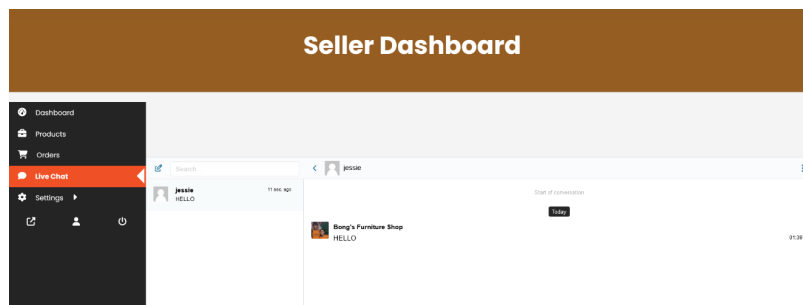 Seller Dashboard
Dashboard
Products
Orders
Live Chat
Settings
Search...
jessie
11 sec. ago
HELLO
jessie
Start of conversation
Today
Bong's Furniture Shop
HELLO
01:38